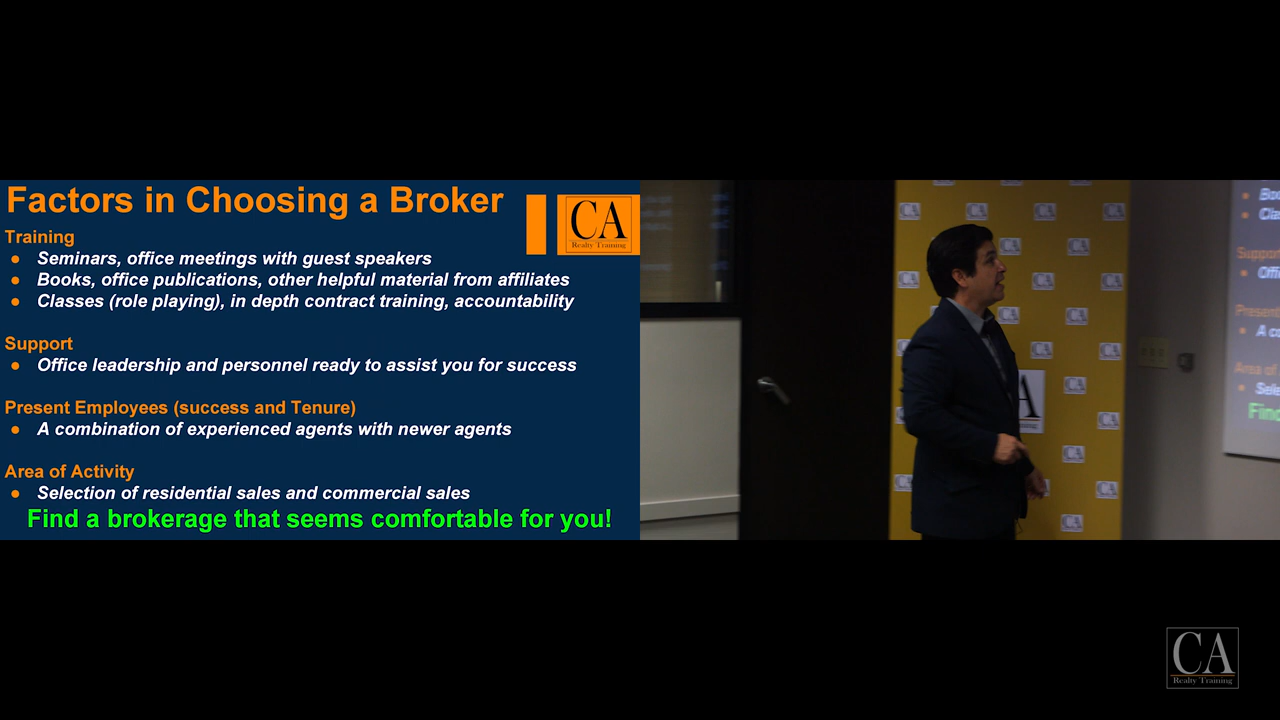 Factors in Choosing a Broker
CA
Realty Training
Training
● Seminars, office meetings with guest speakers
● Books, office publications, other helpful material from affiliates
● Classes (role playing), in depth contract training, accountability
Support
● Office leadership and personnel ready to assist you for success
Present Employees (success and Tenure)
● A combination of experienced agents with newer agents
Area of Activity
● Selection of residential sales and commercial sales
Find a brokerage that seems comfortable for you!
CA
Realty Training